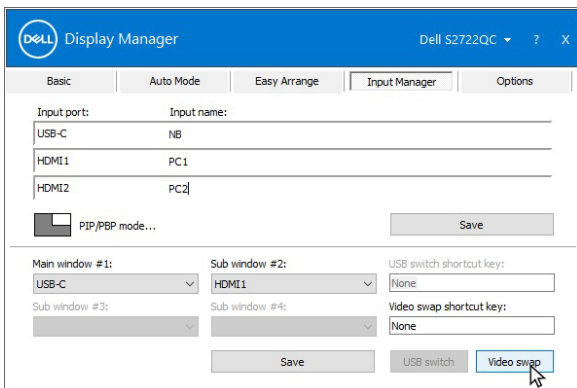 DELL Display Manager Dell S2722QC ? X
Basic Auto Mode Easy Arrange Input Manager Options
Input port: Input name:
USB-C NB
HDMI1 PC1
HDMI2 PC2
PIP/PBP mode... Save
Main window #1: Sub window #2: USB switch shortcut key:
USB-C HDMI1 None
Sub window #3: Sub window #4: Video swap shortcut key:
None
Save USB switch Video swap